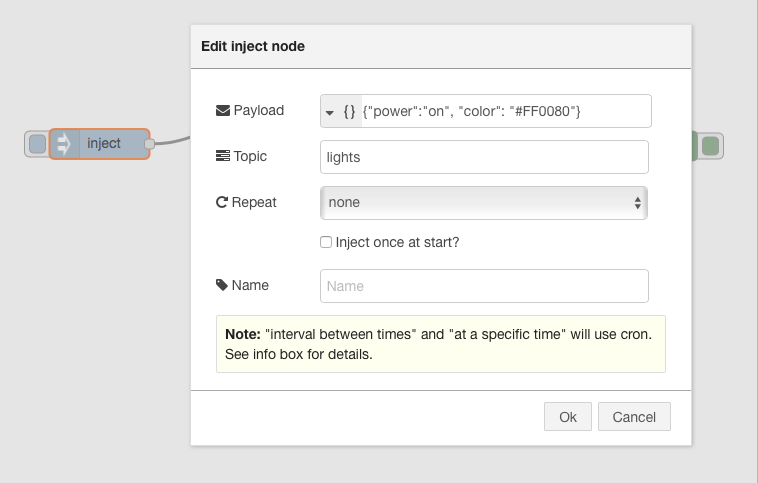 Edit inject node
Payload {} {"power":"on", "color": "#FF0080"}
inject
Topic lights
Repeat none
Inject once at start?
Name Name
Note: "interval between times" and "at a specific time" will use cron.
See info box for details.
Ok Cancel